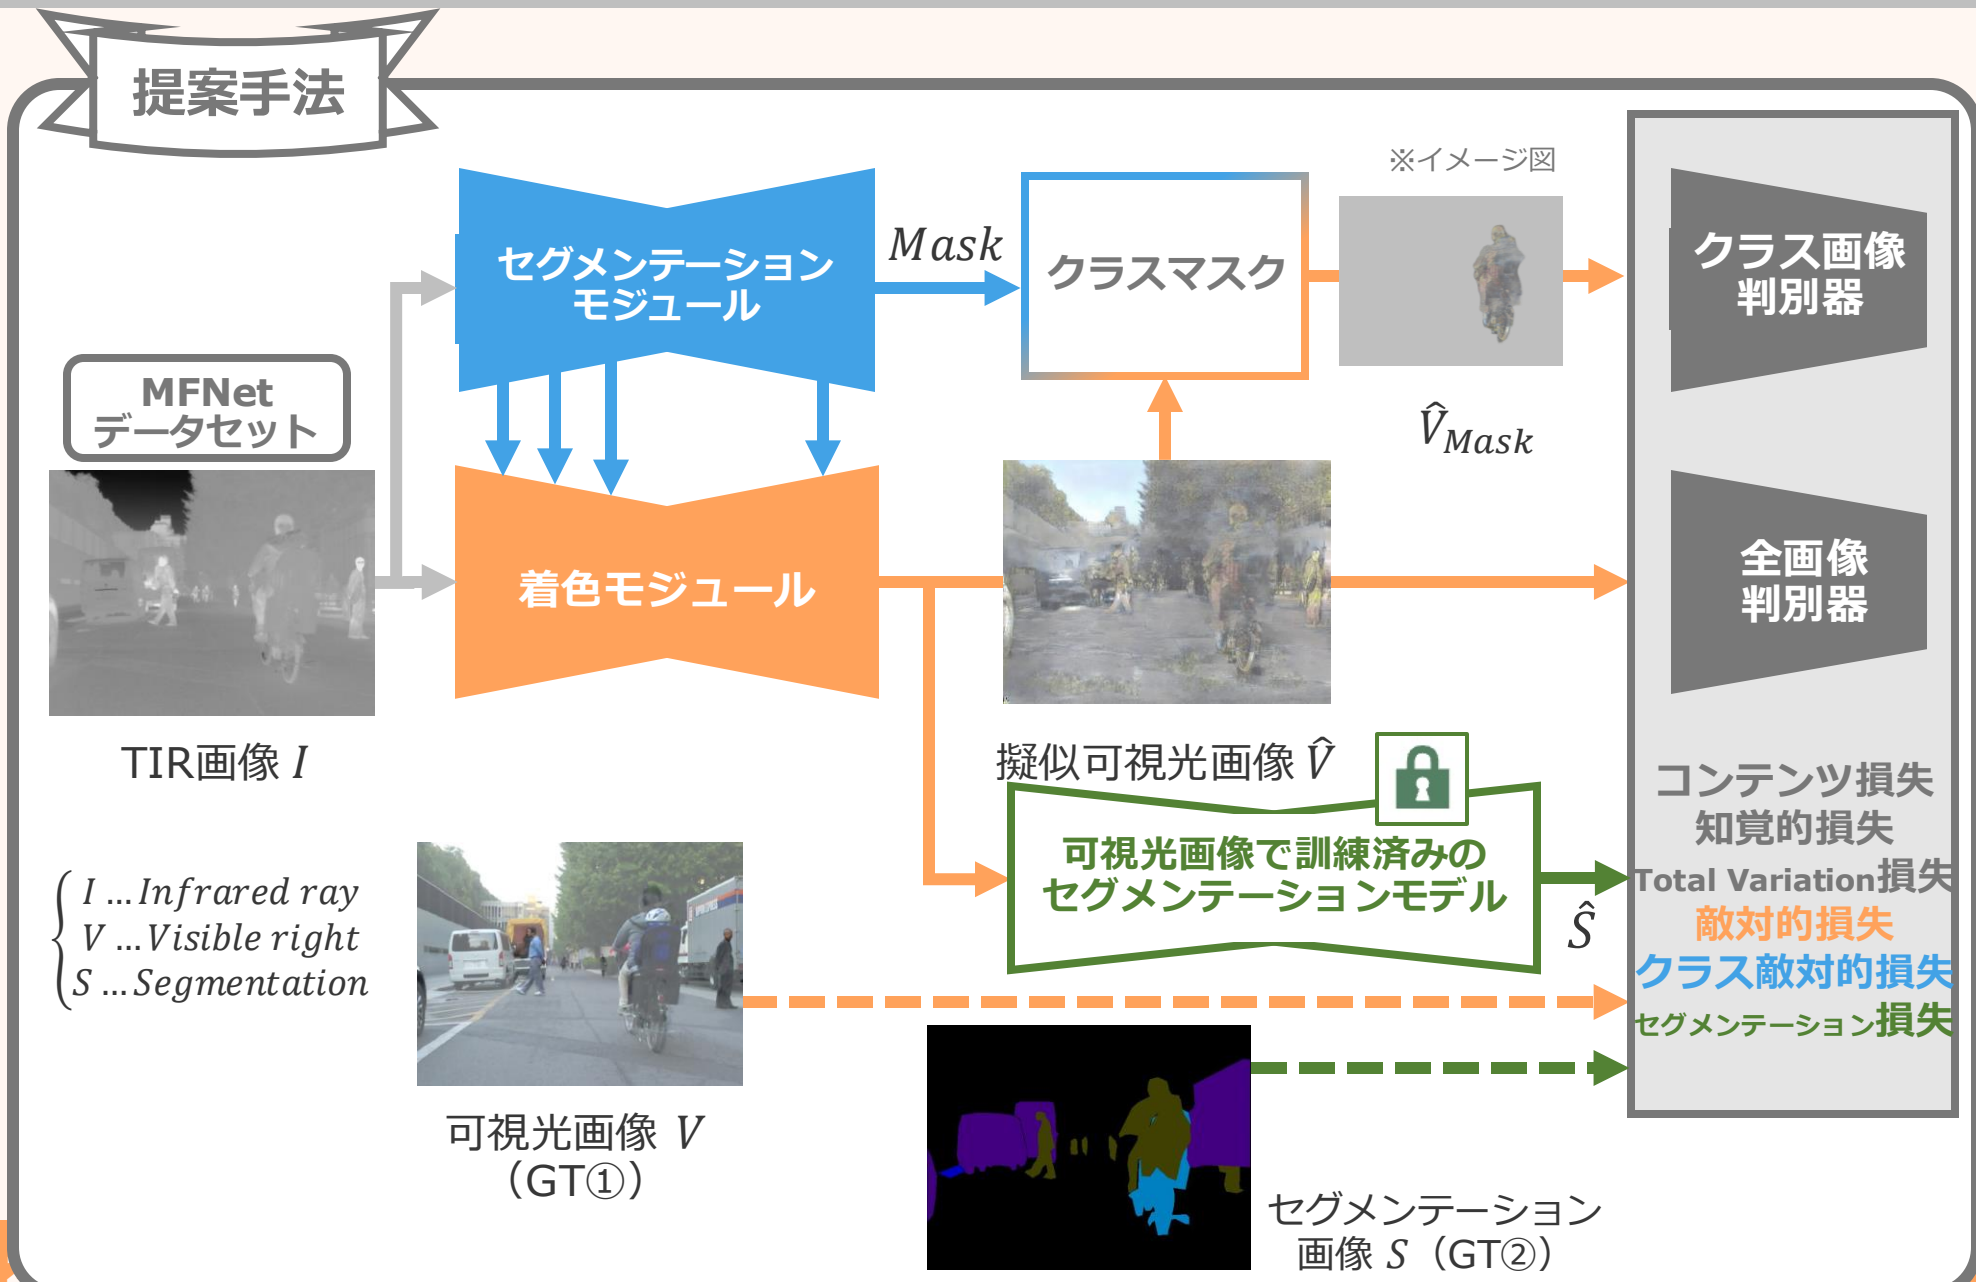 提案手法
※イメージ図
セグメンテーション
モジュール
Mask
クラスマスク
クラス画像
判別器
MFNet
データセット
V̂_Mask
着色モジュール
全画像
判別器
TIR画像 I
擬似可視光画像 V̂
可視光画像で訓練済みの
セグメンテーションモデル
Ŝ
コンテンツ損失
知覚的損失
Total Variation損失
敵対的損失
クラス敵対的損失
セグメンテーション損失
I …Infrared ray
V …Visible right
S …Segmentation
可視光画像 V
（GT①）
セグメンテーション
画像 S（GT②）